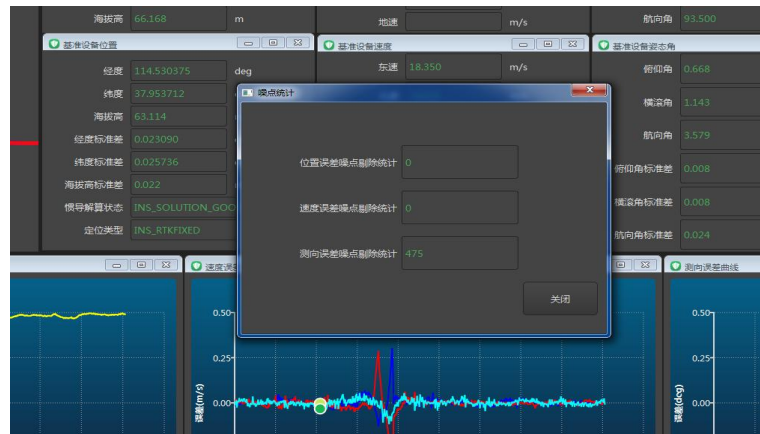 海拔高 66.168 m 地速 m/s 航向角 93.500
基准设备位置 基准设备速度 基准设备姿态角
经度 114.530375 deg 东速 18.350 m/s 俯仰角 0.668
噪点统计
纬度 37.953712 横滚角 1.143
海拔高 63.114
经度标准差 0.023090 航向角 3.579
纬度标准差 0.025736 位置误差噪点剔除统计 0 俯仰角标准差 0.008
海拔高标准差 0.022
惯导解算状态 INS_SOLUTION_GOO 速度误差噪点剔除统计 0 横滚角标准差 0.008
定位类型 INS_RTKFIXED 航向角标准差 0.024
测向误差噪点剔除统计 475
速度误 测向误差曲线
关闭
0.50 0.50
0.25 0.25
误差(m/s) 误差(deg)
0.00 0.00